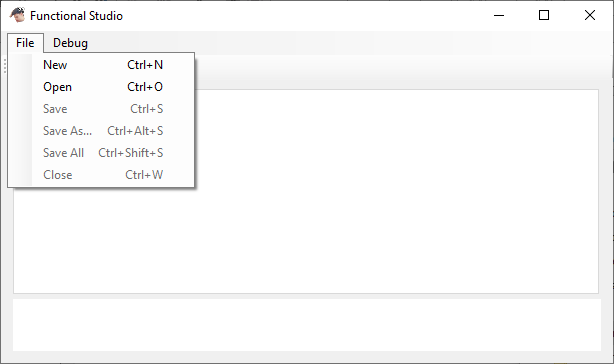 Functional Studio
File Debug
New Ctrl+N
Open Ctrl+O
Save Ctrl+S
Save As... Ctrl+Alt+S
Save All Ctrl+Shift+S
Close Ctrl+W